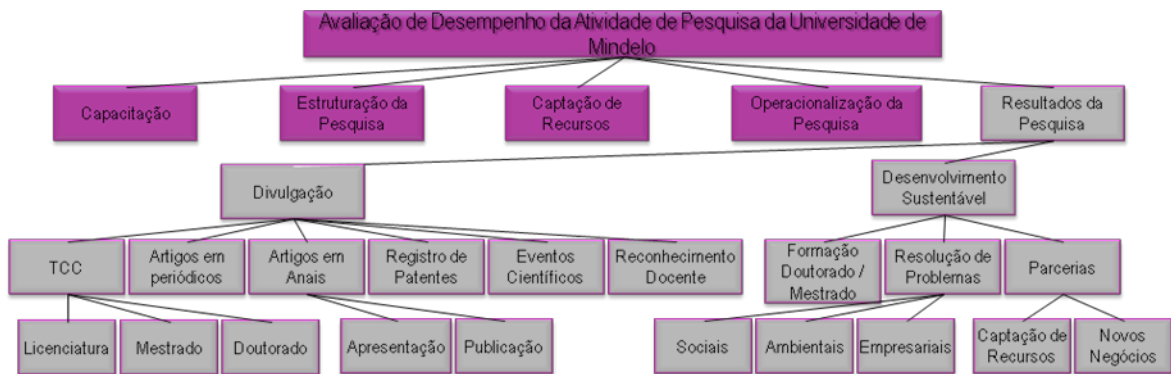 Avaliação de Desempenho da Atividade de Pesquisa da Universidade de
Mindelo
Capacitação
Estruturação da
Pesquisa
Captação de
Recursos
Operacionalização da
Pesquisa
Resultados da
Pesquisa
Divulgação
Desenvolvimento
Sustentável
TCC
Artigos em
periódicos
Artigos em
Anais
Registro de
Patentes
Eventos
Científicos
Reconhecimento
Docente
Formação
Doutorado /
Mestrado
Resolução de
Problemas
Parcerias
Licenciatura
Mestrado
Doutorado
Apresentação
Publicação
Sociais
Ambientais
Empresariais
Captação de
Recursos
Novos
Negócios